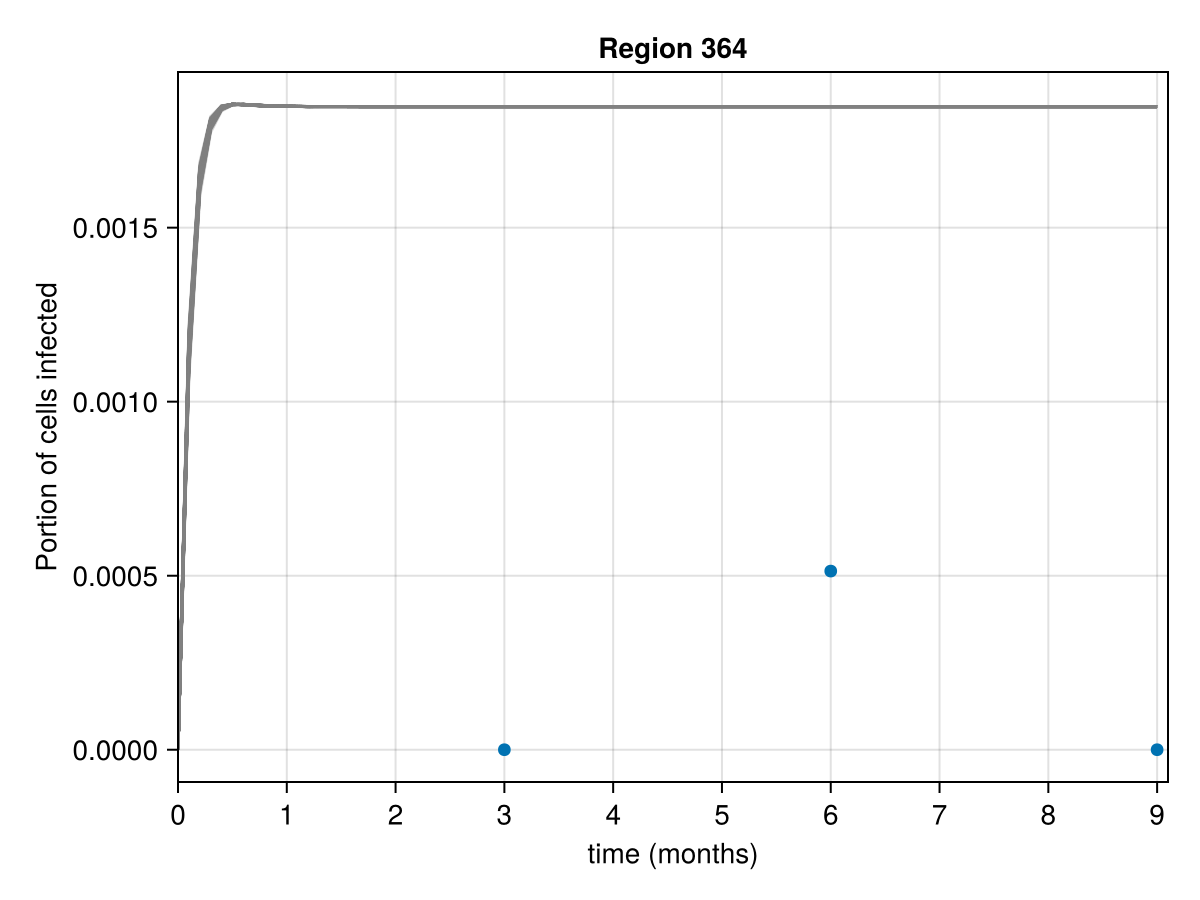 Region 364
Portion of cells infected
0.0015
0.0010
0.0005
0.0000
0 1 2 3 4 5 6 7 8 9
time (months)